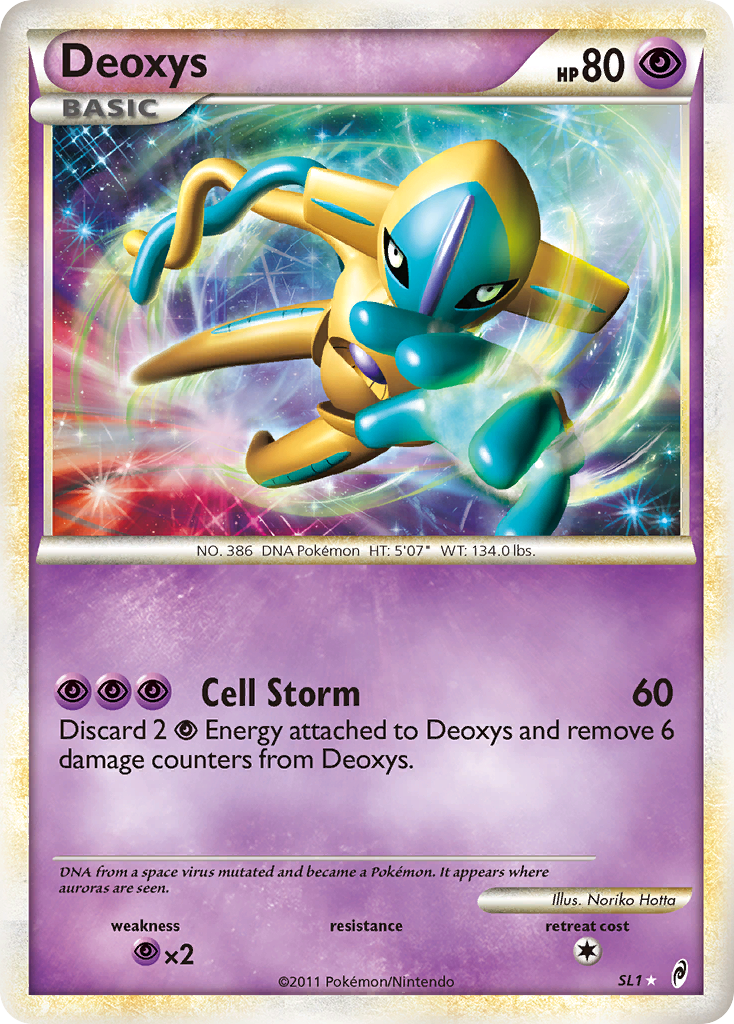 Deoxys
HP 80
BASIC
NO. 386 DNA Pokémon HT: 5'07" WT: 134.0 lbs.
Cell Storm 60
Discard 2 Energy attached to Deoxys and remove 6
damage counters from Deoxys.
DNA from a space virus mutated and became a Pokémon. It appears where
auroras are seen.
Illus. Noriko Hotta
weakness resistance retreat cost
×2
©2011 Pokémon/Nintendo SL1 ★